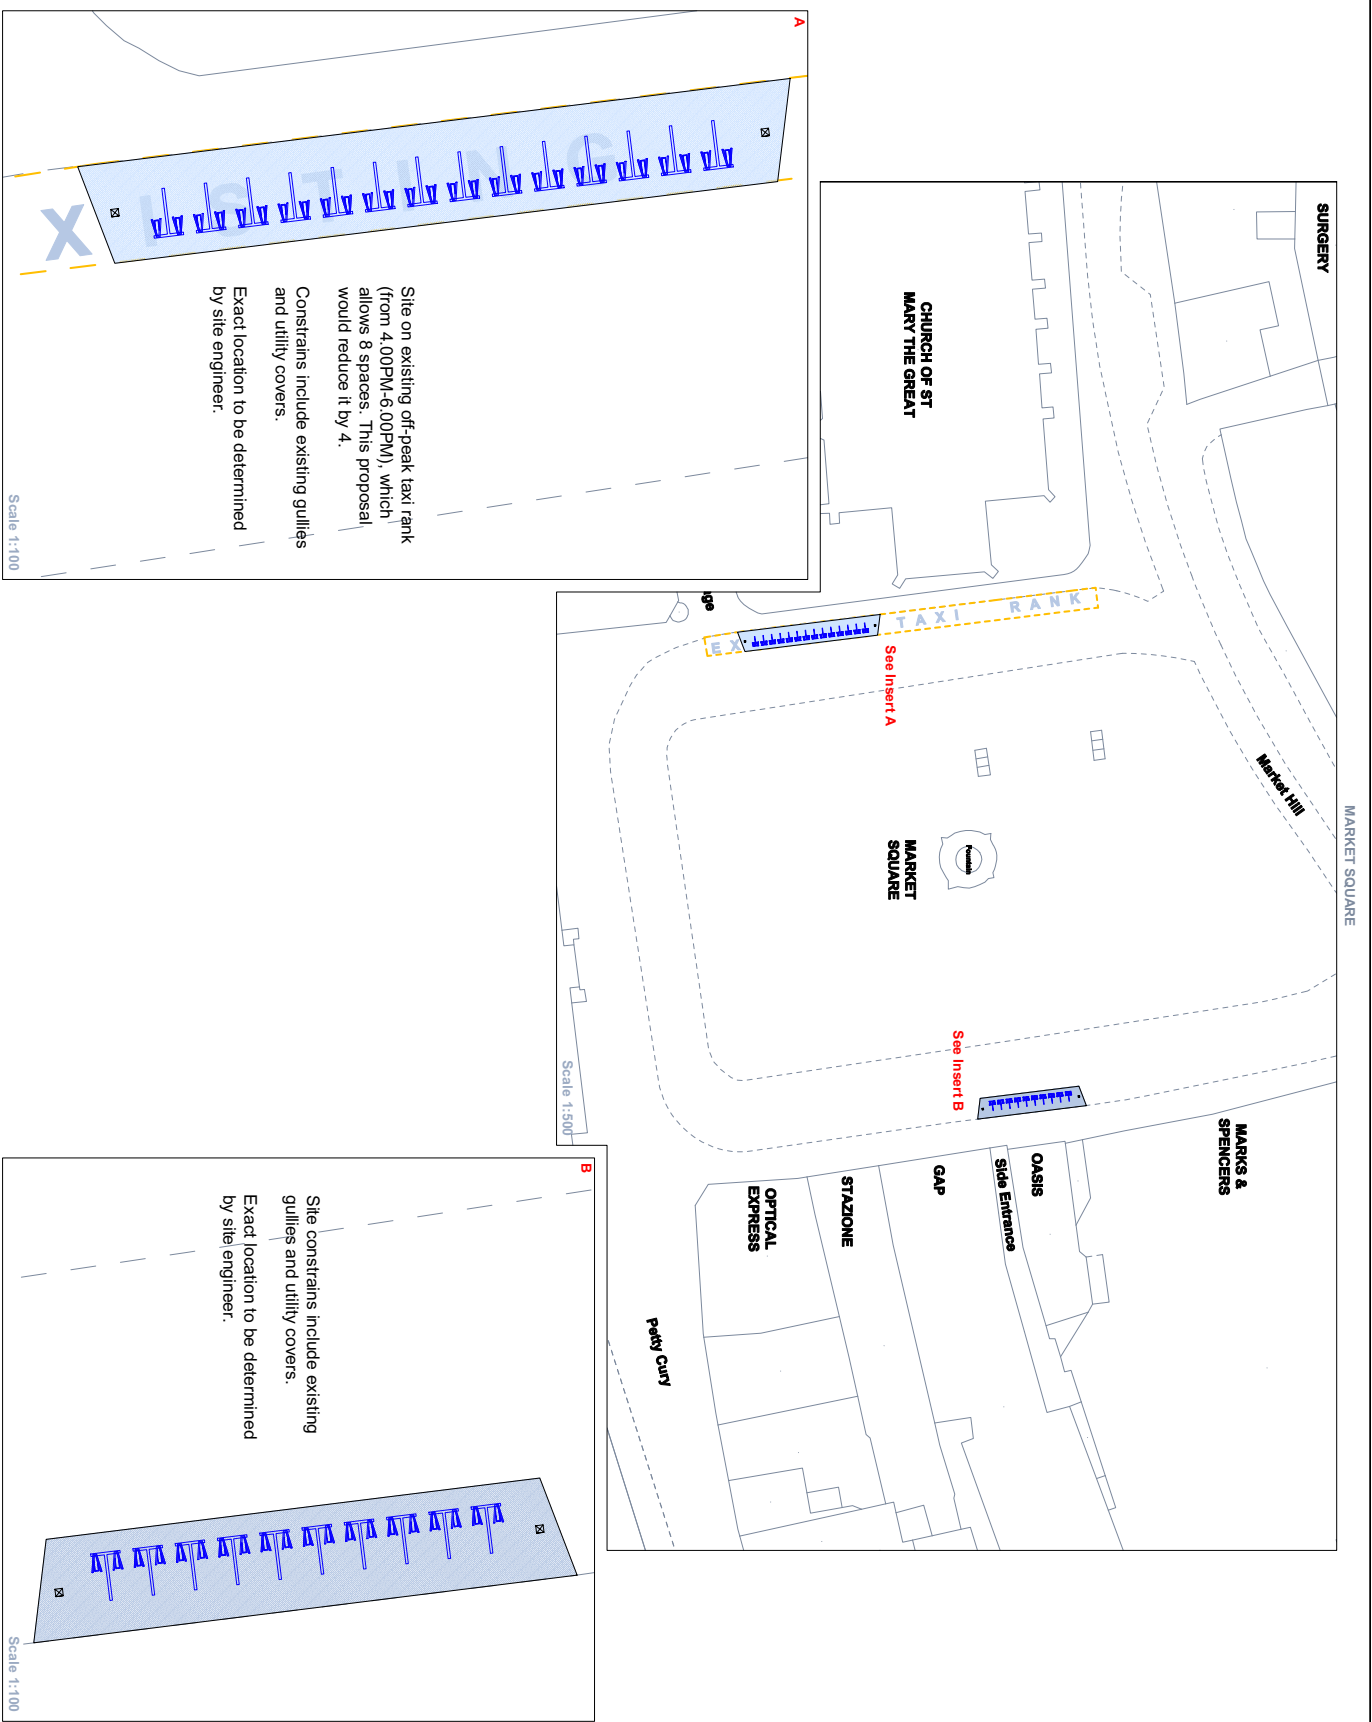 MARKET SQUARE
SURGERY
CHURCH OF ST
MARY THE GREAT
Market Hill
TAXI RANK
EX
See Insert A
Fountain
MARKET
SQUARE
See Insert B
MARKS &
SPENCERS
OASIS
Side Entrance
GAP
STAZIONE
OPTICAL
EXPRESS
Petty Cury
age
Scale 1:500
A
XISTING
Site on existing off-peak taxi rank
(from 4.00PM-6.00PM), which
allows 8 spaces. This proposal
would reduce it by 4.
Constrains include existing gullies
and utility covers.
Exact location to be determined
by site engineer.
Scale 1:100
B
Site constrains include existing
gullies and utility covers.
Exact location to be determined
by site engineer.
Scale 1:100